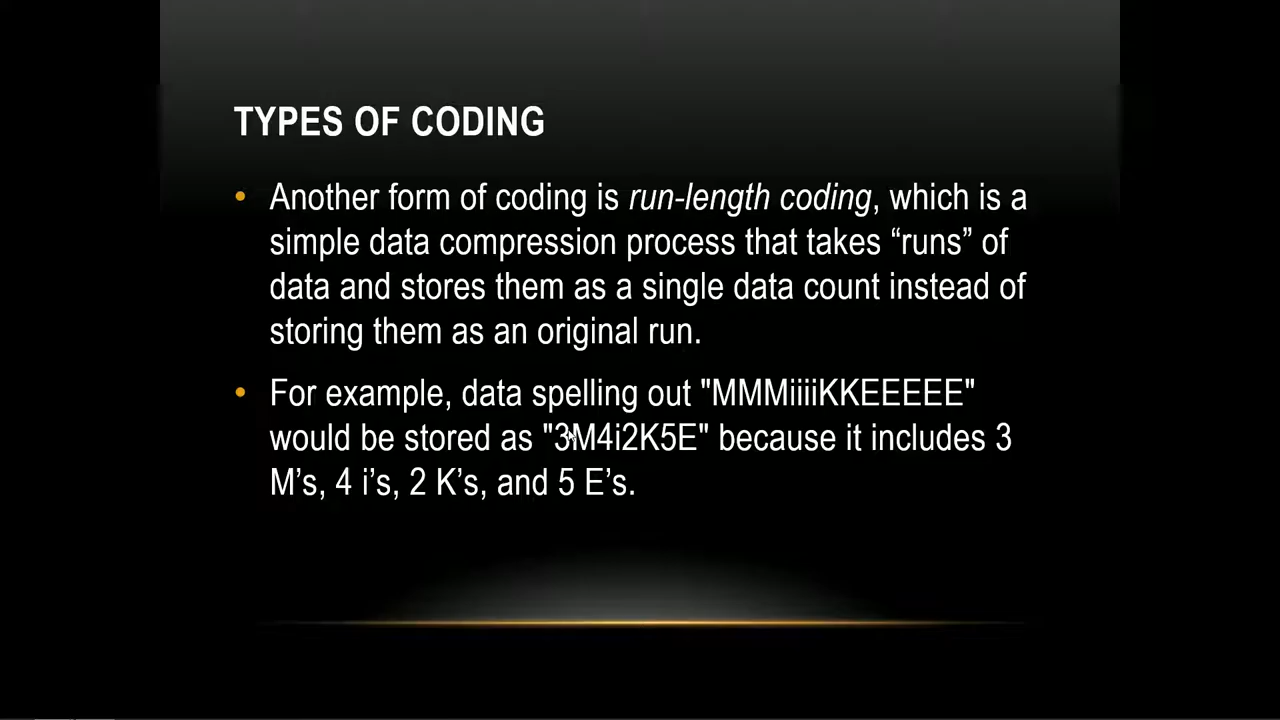 TYPES OF CODING
• Another form of coding is run-length coding, which is a
simple data compression process that takes “runs” of
data and stores them as a single data count instead of
storing them as an original run.
• For example, data spelling out "MMMiiiiKKEEEEE"
would be stored as "3M4i2K5E" because it includes 3
M’s, 4 i’s, 2 K’s, and 5 E’s.